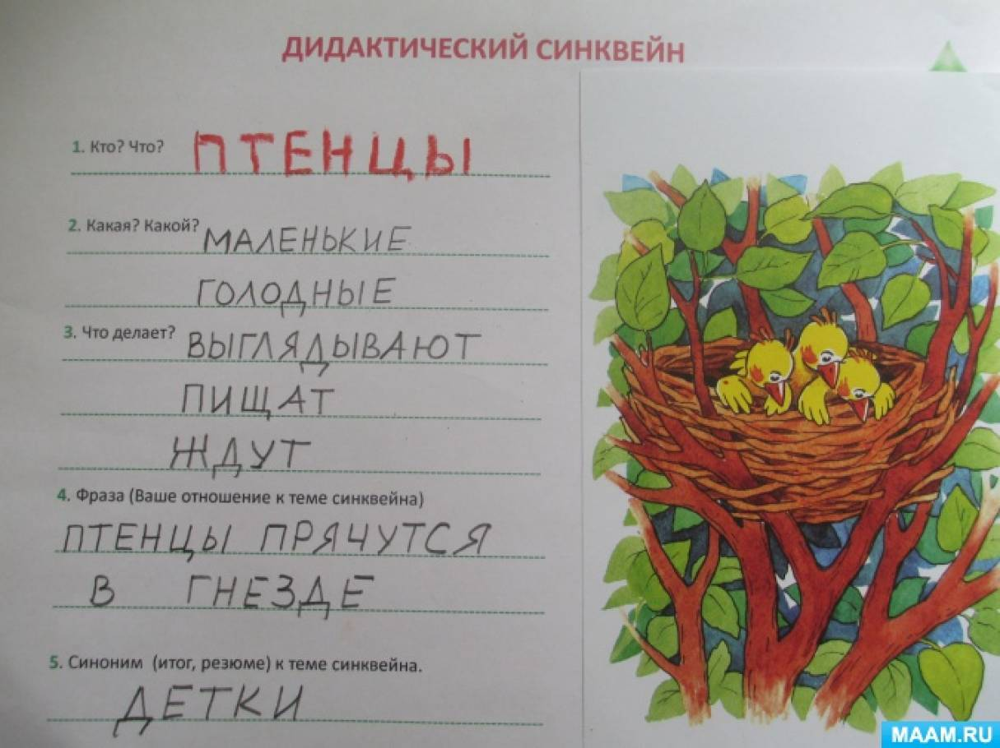 ДИДАКТИЧЕСКИЙ СИНКВЕЙН
1. Кто? Что? ПТЕНЦЫ
2. Какая? Какой? МАЛЕНЬКИЕ
ГОЛОДНЫЕ
3. Что делает? ВЫГЛЯДЫВАЮТ
ПИЩАТ
ЖДУТ
4. Фраза (Ваше отношение к теме синквейна)
ПТЕНЦЫ ПРЯЧУТСЯ
В ГНЕЗДЕ
5. Синоним (итог, резюме) к теме синквейна.
ДЕТКИ
MAAM.RU